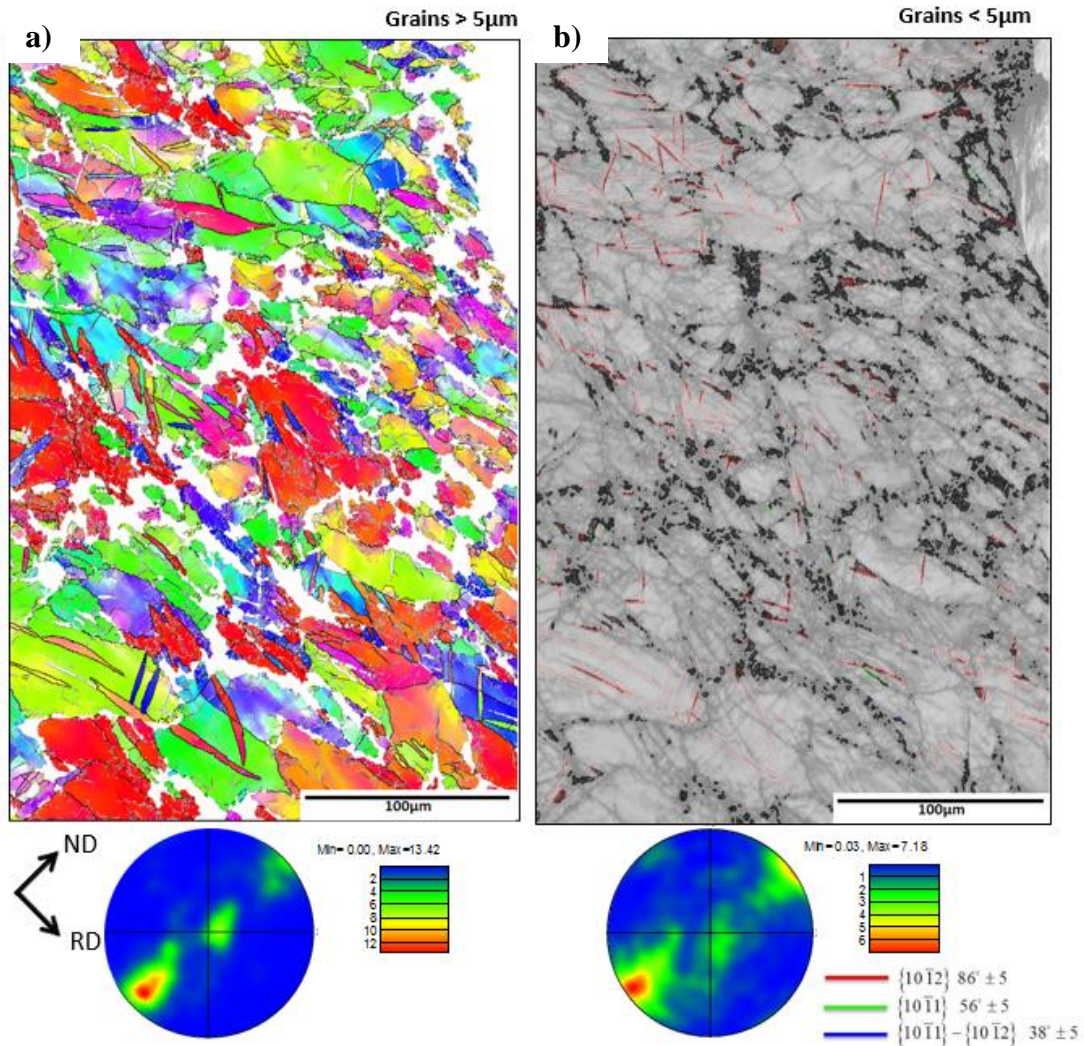 Grains > 5µm
Grains < 5µm
a)
b)
100µm
100µm
ND
RD
Min= 0.00, Max=13.42
2
4
6
8
10
12
Min= 0.03, Max=7.18
1
2
3
4
5
6
{10 1̅2} 86° ± 5
{10 1̅1} 56° ± 5
{10 1̅1} – {10 1̅2} 38° ± 5